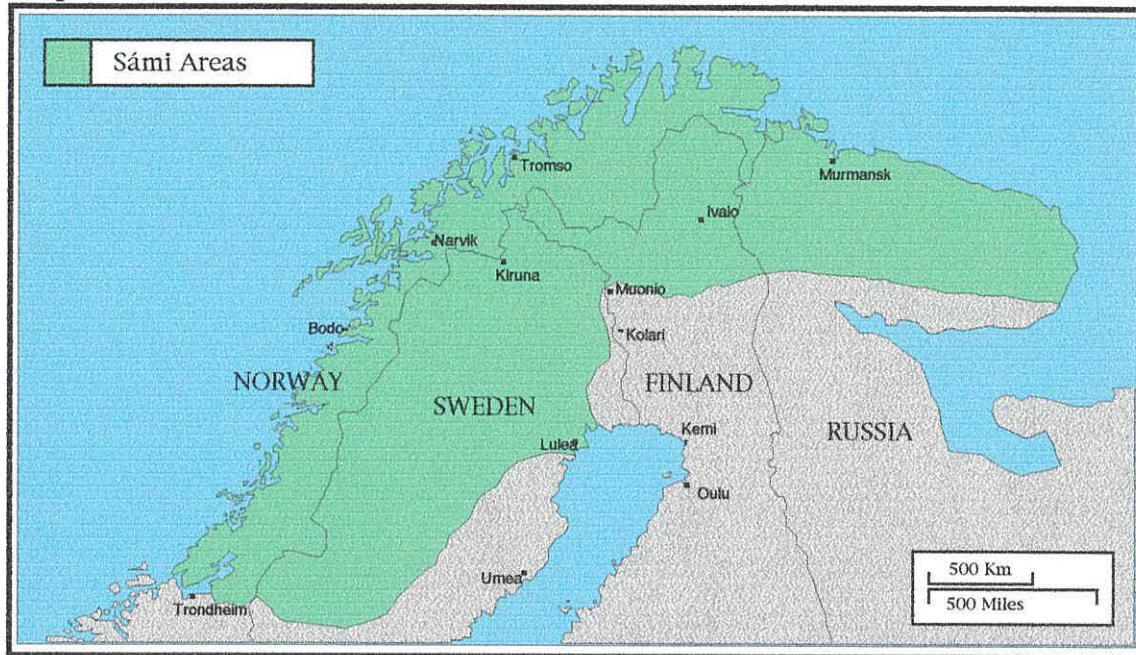 Sámi Areas
Tromso
Murmansk
Ivalo
Narvik
Kiruna
Muonio
Bodo
Kolari
NORWAY
SWEDEN
FINLAND
RUSSIA
Lulea
Kemi
Oulu
Umea
Trondheim
500 Km
500 Miles